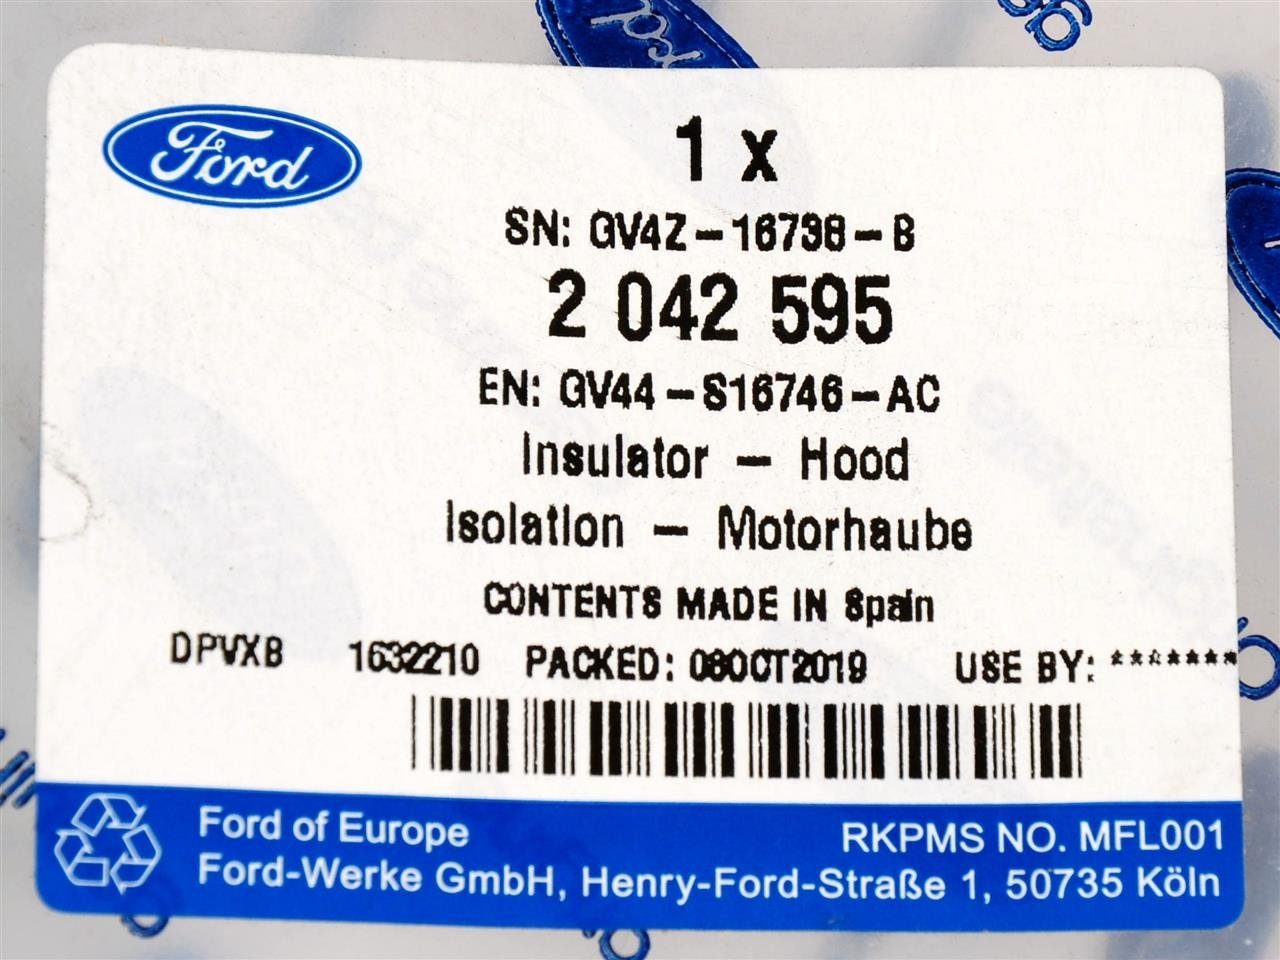 Ford
1 x
SN: GV4Z-16738-B
2 042 595
EN: GV44-S16746-AC
Insulator - Hood
Isolation - Motorhaube
CONTENTS MADE IN Spain
DPVXB 1632210 PACKED: 08OCT2019 USE BY: *******
Ford of Europe
RKPMS NO. MFL001
Ford-Werke GmbH, Henry-Ford-Straße 1, 50735 Köln